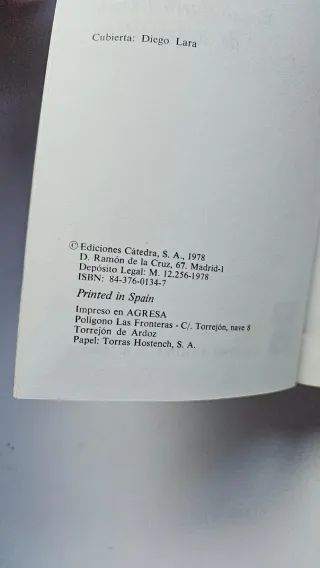 Cubierta: Diego Lara
© Ediciones Cátedra, S. A., 1978
D. Ramón de la Cruz, 67. Madrid-1
Depósito Legal: M. 12.256-1978
ISBN: 84-376-0134-7
Printed in Spain
Impreso en AGRESA
Polígono Las Fronteras - C/. Torrejón, nave 8
Torrejón de Ardoz
Papel: Torras Hostench, S. A.